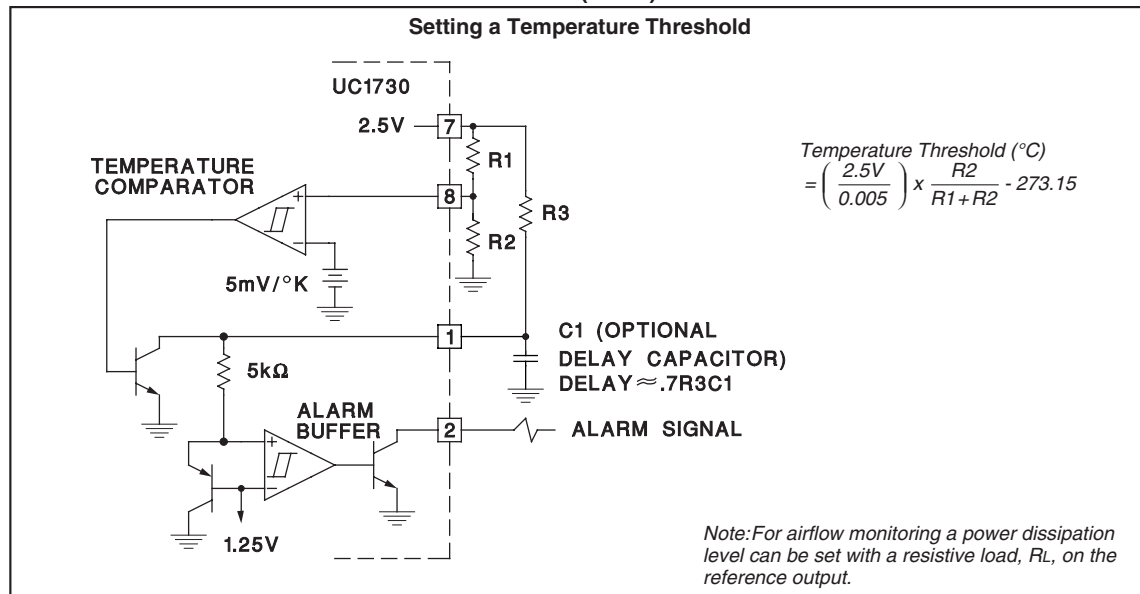 Setting a Temperature Threshold
UC1730
2.5V
7
R1
TEMPERATURE
COMPARATOR
+
8
R3
−
R2
5mV/°K
Temperature Threshold (°C)
= ( 2.5V / 0.005 ) x R2 / R1+R2 - 273.15
1
C1 (OPTIONAL
DELAY CAPACITOR)
DELAY≈.7R3C1
5kΩ
ALARM
BUFFER
2
ALARM SIGNAL
+
−
1.25V
Note:For airflow monitoring a power dissipation
level can be set with a resistive load, RL, on the
reference output.